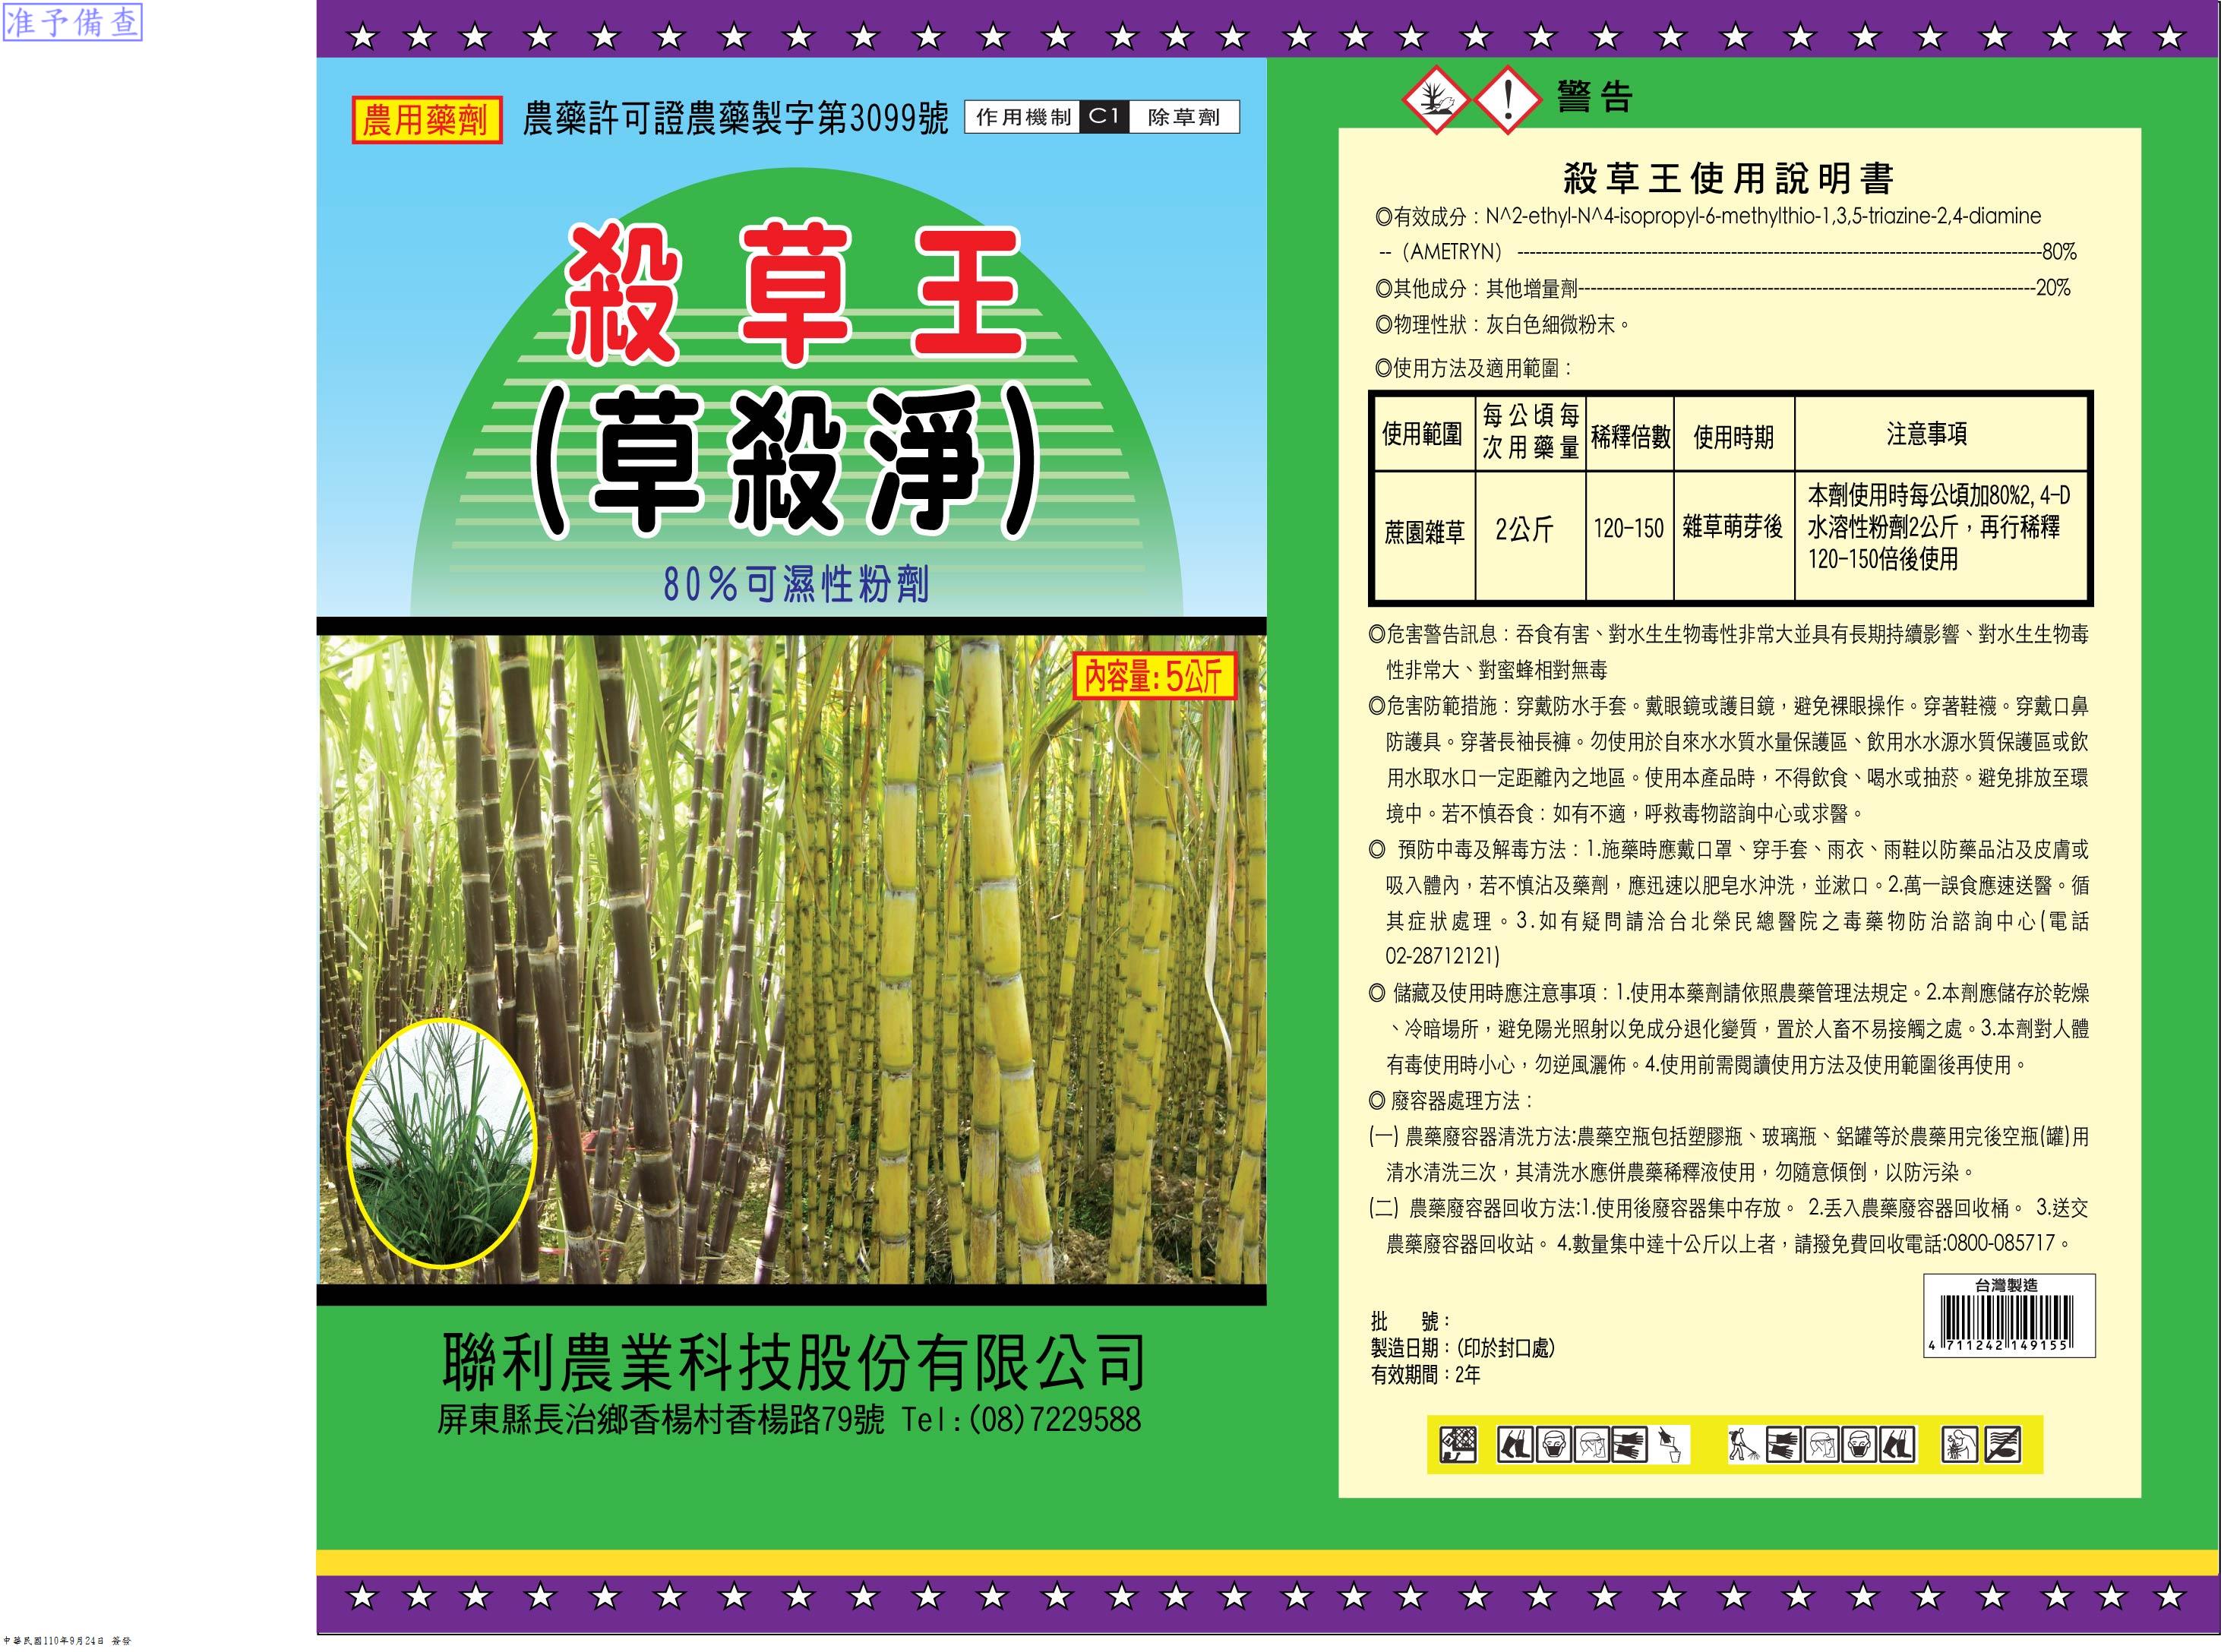 准予備查
農用藥劑 農藥許可證農藥製字第3099號 作用機制 C1 除草劑
殺草王
(草殺淨)
80%可濕性粉劑
內容量:5公斤
聯利農業科技股份有限公司
屏東縣長治鄉香楊村香楊路79號 Tel:(08)7229588
警告
殺草王使用說明書
◎有效成分：N^2-ethyl-N^4-isopropyl-6-methylthio-1,3,5-triazine-2,4-diamine
--（AMETRYN） --------------------------------------------------------------------------------------80%
◎其他成分：其他增量劑---------------------------------------------------------------------------20%
◎物理性狀：灰白色細微粉末。
◎使用方法及適用範圍：
使用範圍 每公頃每次用藥量 稀釋倍數 使用時期 注意事項
蔗園雜草 2公斤 120-150 雜草萌芽後 本劑使用時每公頃加80%2,4-D
水溶性粉劑2公斤，再行稀釋
120-150倍後使用
◎危害警告訊息：吞食有害、對水生生物毒性非常大並具有長期持續影響、對水生生物毒
性非常大、對蜜蜂相對無毒
◎危害防範措施：穿戴防水手套。戴眼鏡或護目鏡，避免裸眼操作。穿著鞋襪。穿戴口鼻
防護具。穿著長袖長褲。勿使用於自來水水質水量保護區、飲用水水源水質保護區或飲
用水取水口一定距離內之地區。使用本產品時，不得飲食、喝水或抽菸。避免排放至環
境中。若不慎吞食：如有不適，呼救毒物諮詢中心或求醫。
◎ 預防中毒及解毒方法：1.施藥時應戴口罩、穿手套、雨衣、雨鞋以防藥品沾及皮膚或
吸入體內，若不慎沾及藥劑，應迅速以肥皂水沖洗，並漱口。2.萬一誤食應速送醫。循
其症狀處理。3.如有疑問請洽台北榮民總醫院之毒藥物防治諮詢中心(電話
02-28712121)
◎ 儲藏及使用時應注意事項：1.使用本藥劑請依照農藥管理法規定。2.本劑應儲存於乾燥
、冷暗場所，避免陽光照射以免成分退化變質，置於人畜不易接觸之處。3.本劑對人體
有毒使用時小心，勿逆風灑佈。4.使用前需閱讀使用方法及使用範圍後再使用。
◎ 廢容器處理方法：
(一) 農藥廢容器清洗方法:農藥空瓶包括塑膠瓶、玻璃瓶、鋁罐等於農藥用完後空瓶(罐)用
清水清洗三次，其清洗水應併農藥稀釋液使用，勿隨意傾倒，以防污染。
(二) 農藥廢容器回收方法:1.使用後廢容器集中存放。 2.丟入農藥廢容器回收桶。 3.送交
農藥廢容器回收站。 4.數量集中達十公斤以上者，請撥免費回收電話:0800-085717。
批 號：
製造日期：(印於封口處)
有效期間：2年
台灣製造
4 711242 149155
中華民國110年9月24日 簽發